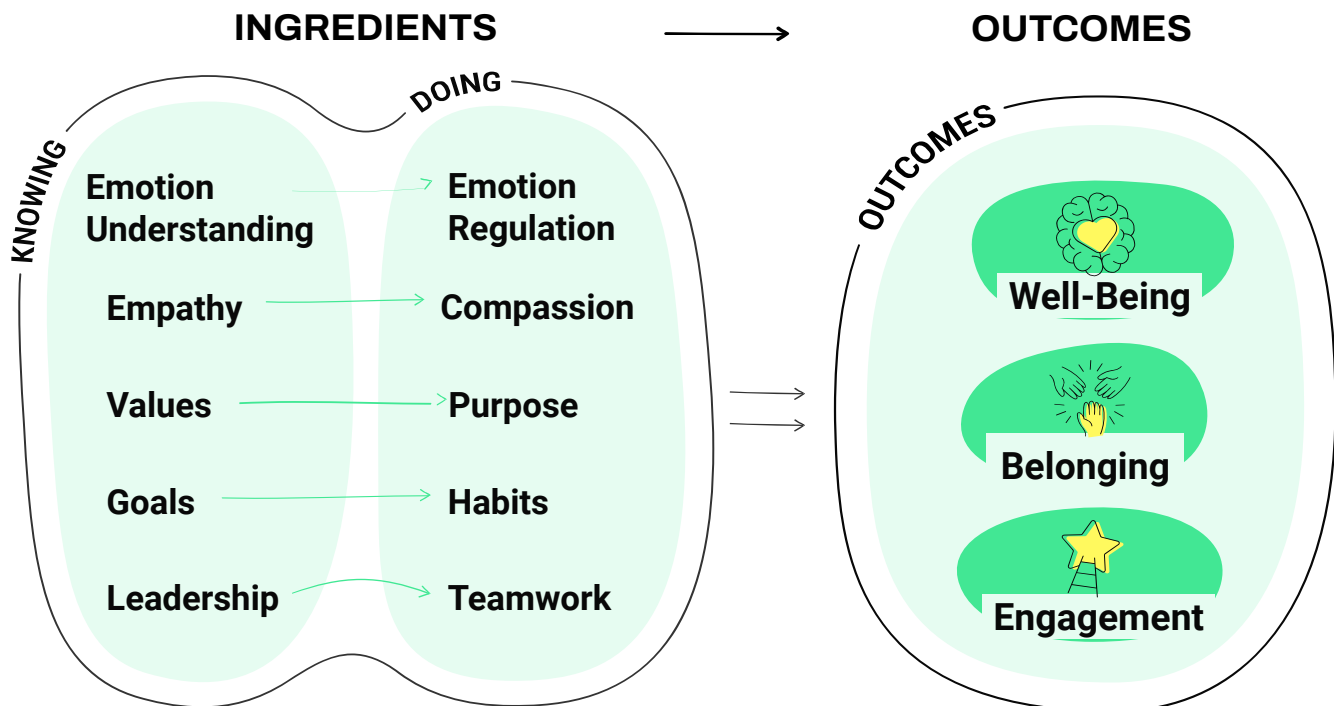 INGREDIENTS
OUTCOMES
KNOWING
DOING
Emotion
Understanding
Emotion
Regulation
Empathy
Compassion
Values
Purpose
Goals
Habits
Leadership
Teamwork
OUTCOMES
Well-Being
Belonging
Engagement